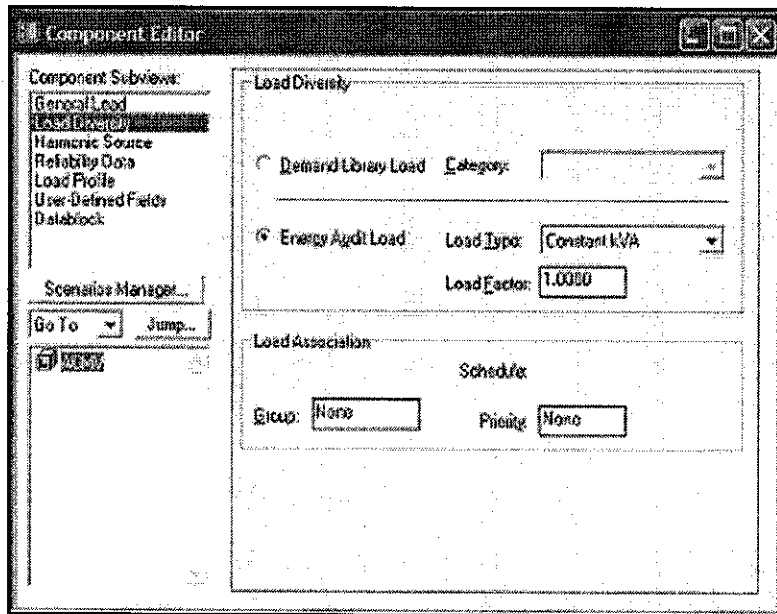 Component Editor
Component Subviews:
General Load
Harmonic Source
Reliability Data
Load Profile
User-Defined Fields
Datablock
Scenarios Manager...
Go To
Jump...
Load Diversity
Demand Library Load Category:
Energy Audit Load Load Type: Constant kVA
Load Factor: 1.0000
Load Association
Schedule:
Group: None
Priority: None